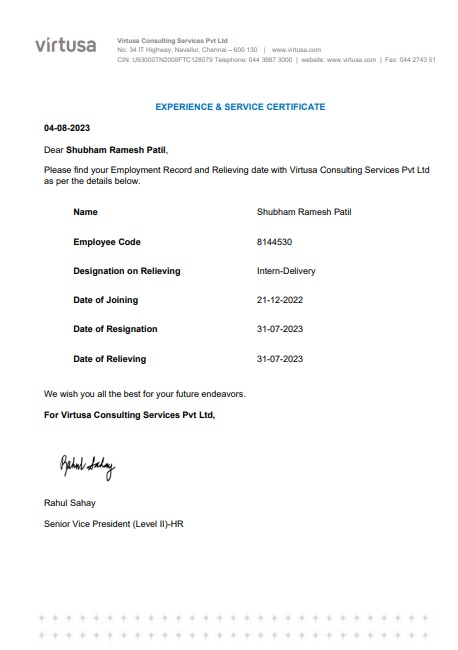 virtusa
Virtusa Consulting Services Pvt Ltd
No. 34 IT Highway, Navallur, Chennai – 600 130 | www.virtusa.com
CIN: U93000TN2008FTC128079 Telephone: 044 3987 3000 | website: www.virtusa.com | Fax: 044 2743 51
EXPERIENCE & SERVICE CERTIFICATE
04-08-2023
Dear Shubham Ramesh Patil,
Please find your Employment Record and Relieving date with Virtusa Consulting Services Pvt Ltd
as per the details below.
Name Shubham Ramesh Patil
Employee Code 8144530
Designation on Relieving Intern-Delivery
Date of Joining 21-12-2022
Date of Resignation 31-07-2023
Date of Relieving 31-07-2023
We wish you all the best for your future endeavors.
For Virtusa Consulting Services Pvt Ltd,
Rahul Sahay
Rahul Sahay
Senior Vice President (Level II)-HR